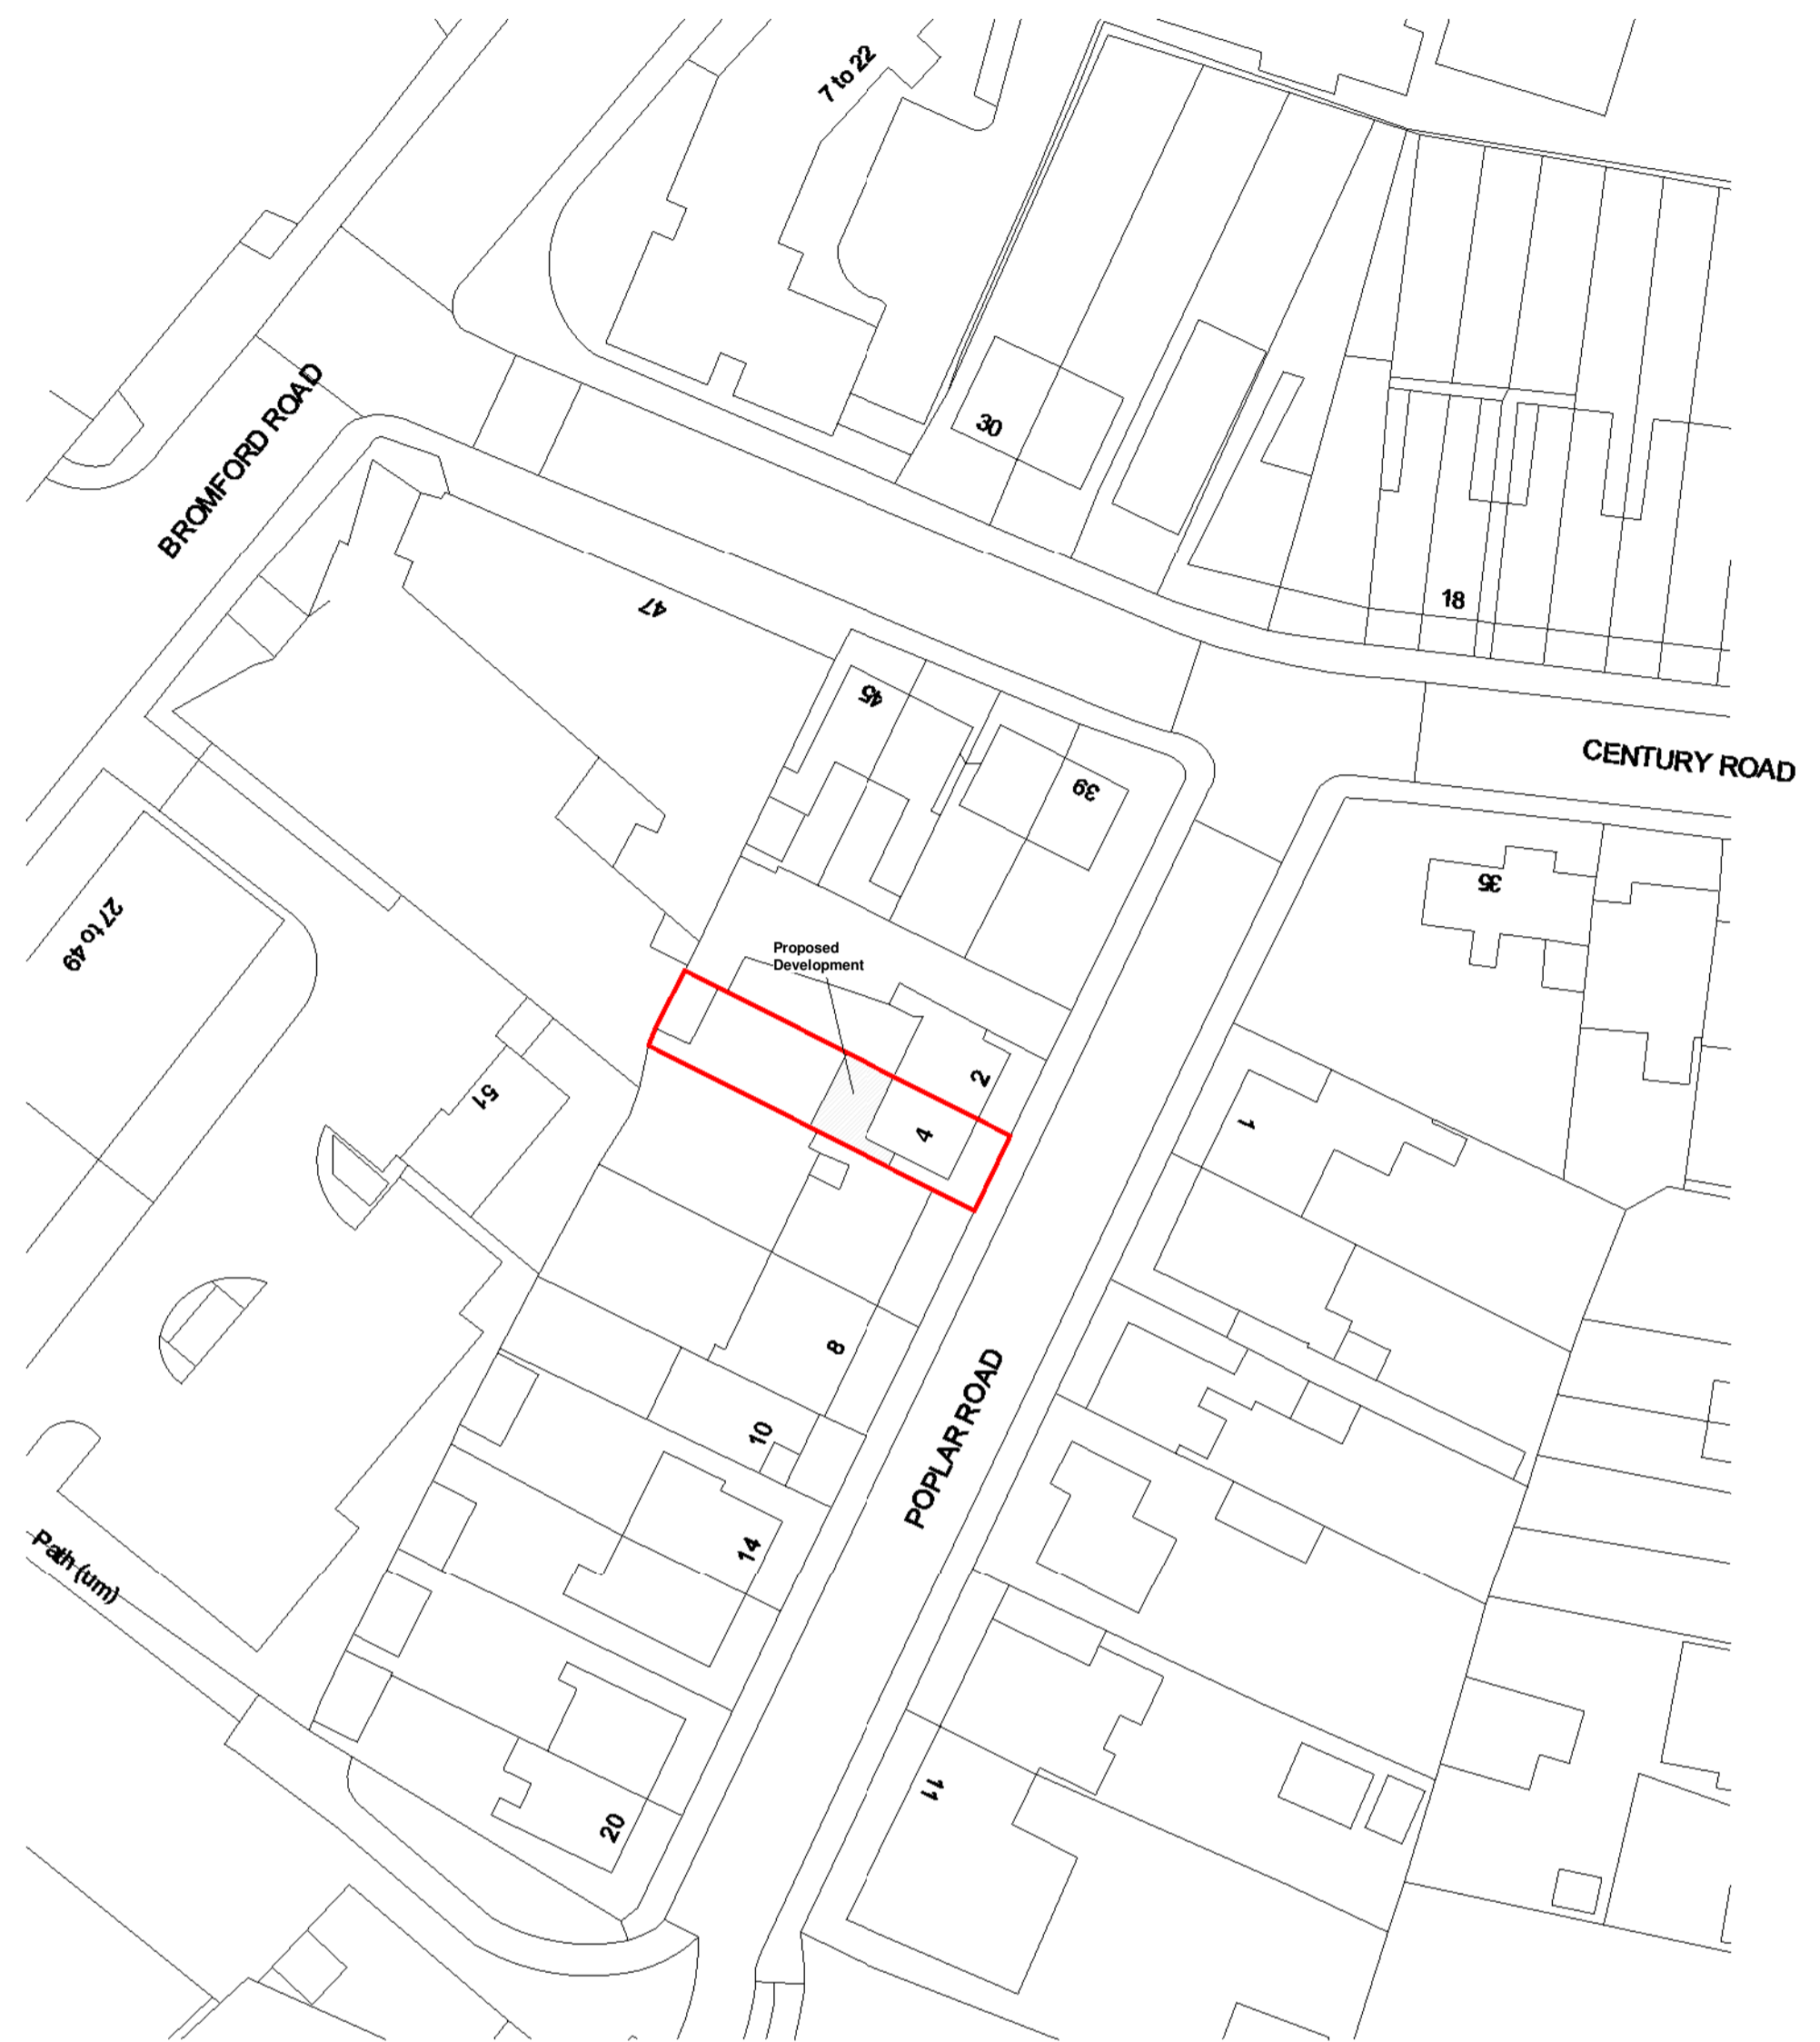 7 to 22
30
BROMFORD ROAD
18
47
45
CENTURY ROAD
39
35
27 to 49
Proposed
Development
2
51
4
1
8
POPLAR ROAD
10
14
Path (um)
11
20